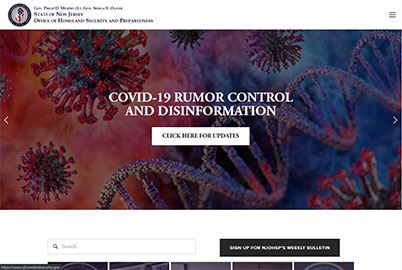 Gov. Philip D. Murphy | Lt. Gov. Sheila Y. Oliver
State of New Jersey
Office of Homeland Security and Preparedness
COVID-19 RUMOR CONTROL
AND DISINFORMATION
CLICK HERE FOR UPDATES
Search
SIGN UP FOR NJOHSP'S WEEKLY BULLETIN
https://www.njhomelandsecurity.gov